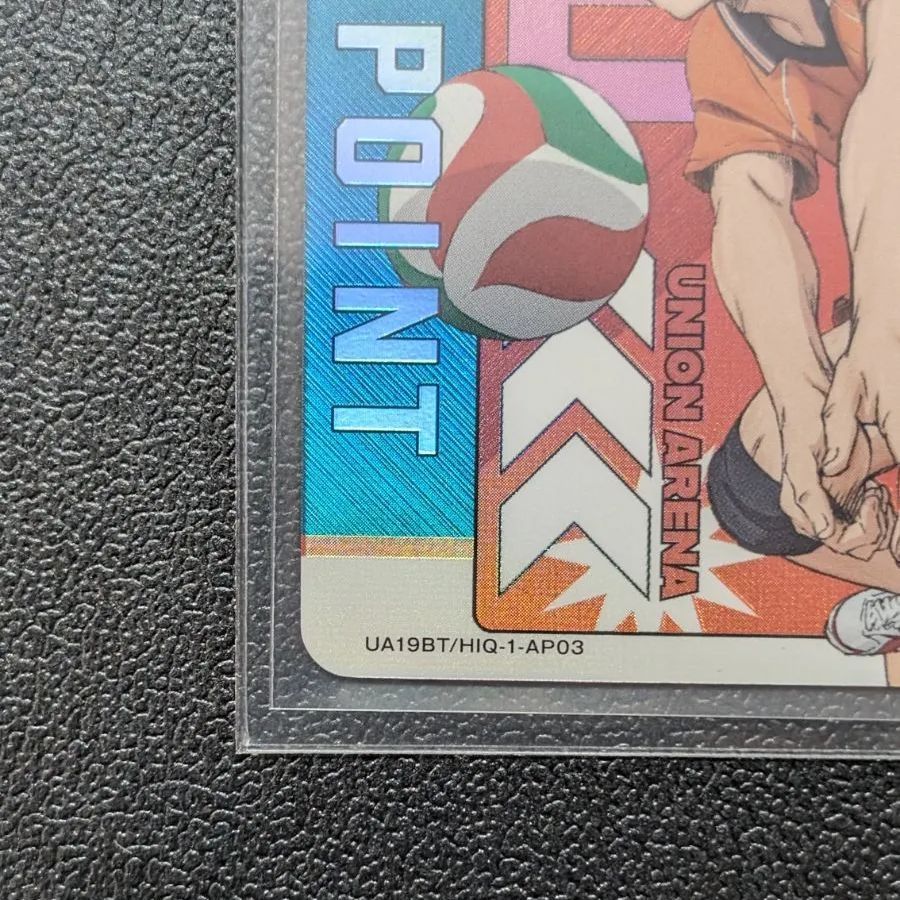 POINT
UNION ARENA
UA19BT/HIQ-1-AP03